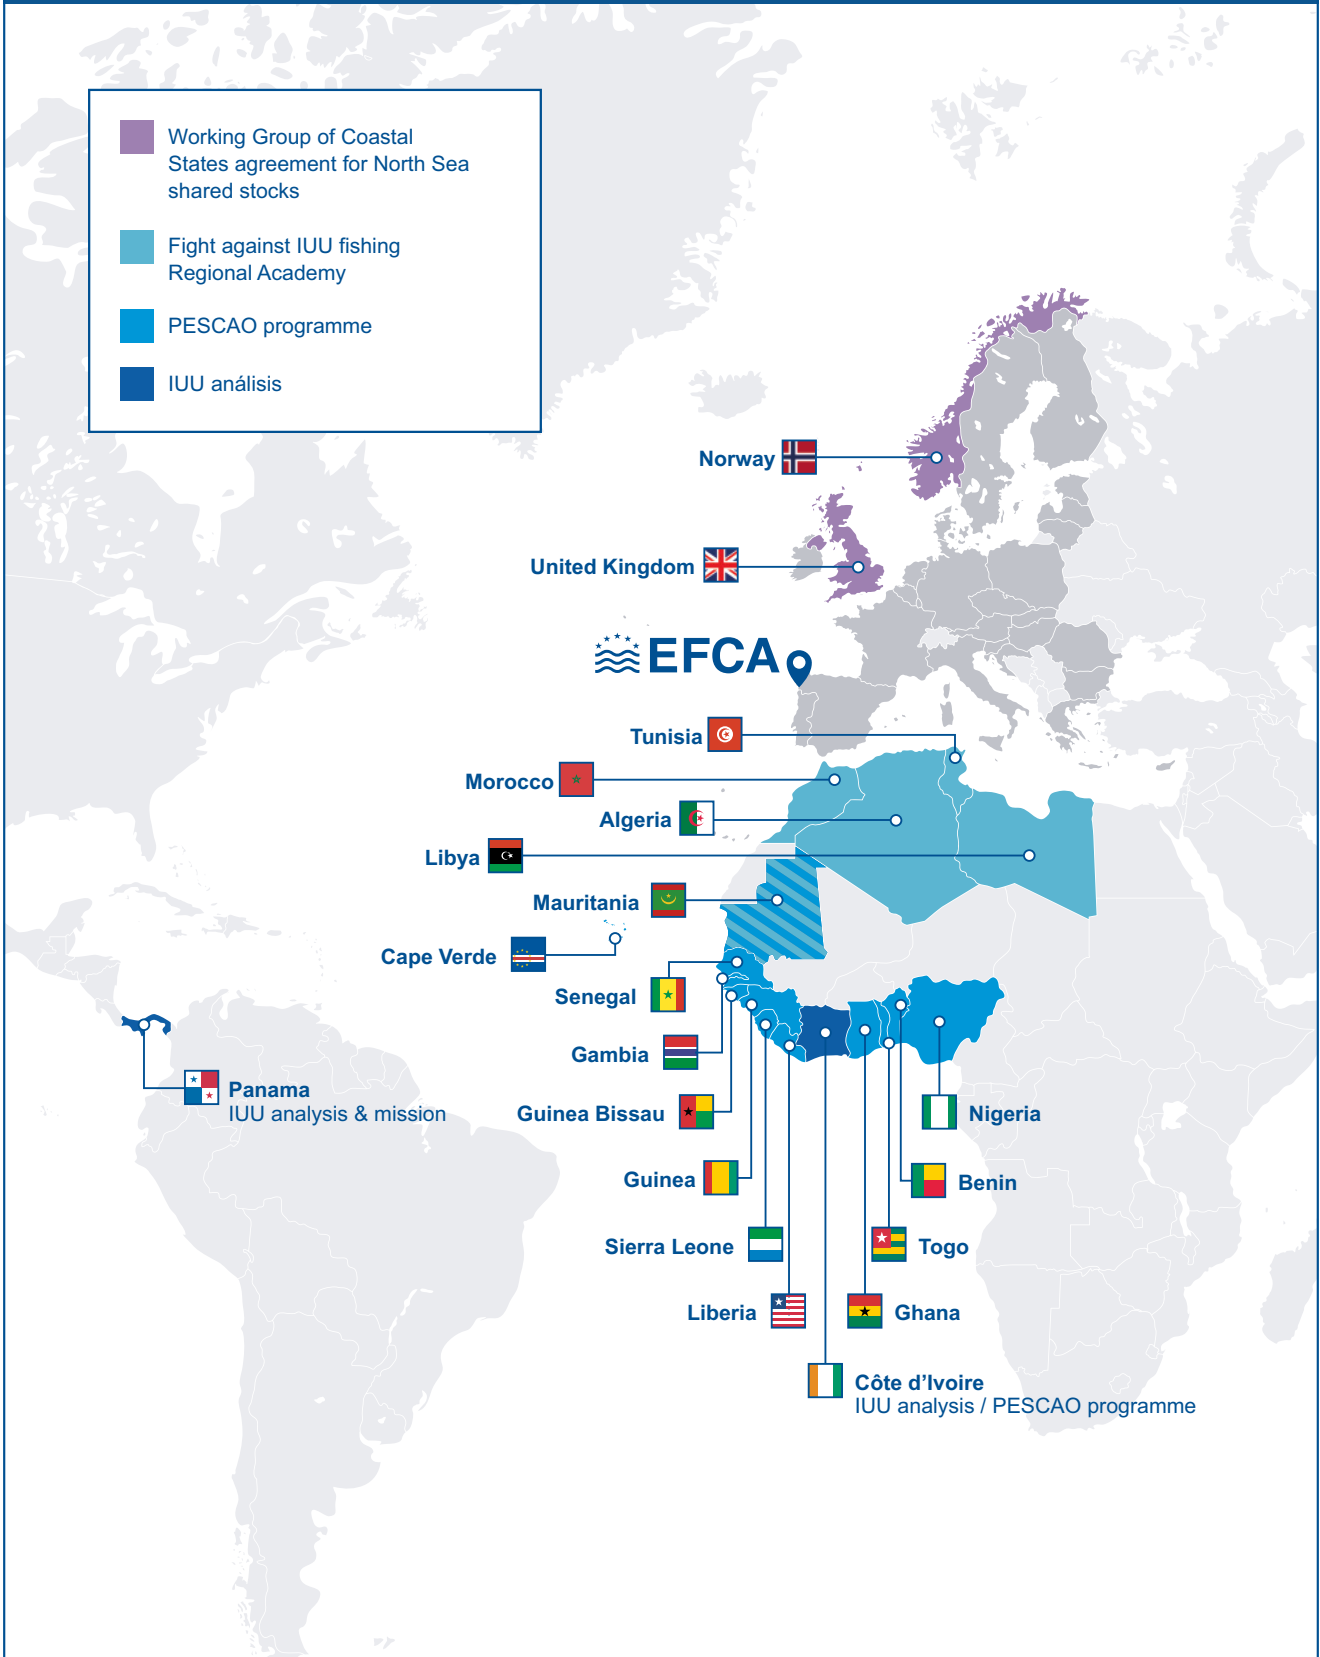 Working Group of Coastal
States agreement for North Sea
shared stocks
Fight against IUU fishing
Regional Academy
PESCAO programme
IUU análisis
Norway
United Kingdom
EFCA
Tunisia
Morocco
Algeria
Libya
Mauritania
Cape Verde
Senegal
Gambia
Panama
IUU analysis & mission
Guinea Bissau
Nigeria
Guinea
Benin
Sierra Leone
Togo
Liberia
Ghana
Côte d’Ivoire
IUU analysis / PESCAO programme